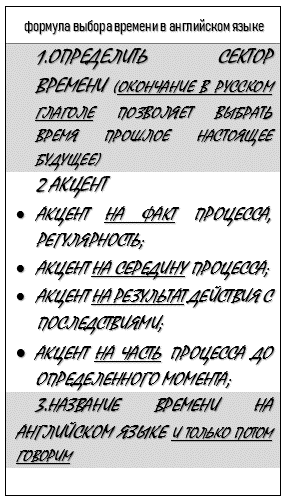 формула выбора времени в английском языке
1.ОПРЕДЕЛИТЬ СЕКТОР
ВРЕМЕНИ (ОКОНЧАНИЕ В РУССКОМ
ГЛАГОЛЕ ПОЗВОЛЯЕТ ВЫБРАТЬ
ВРЕМЯ ПРОШЛОЕ НАСТОЯЩЕЕ
БУДУЩЕЕ)
2 АКЦЕНТ
• АКЦЕНТ НА ФАКТ ПРОЦЕССА,
РЕГУЛЯРНОСТЬ;
• АКЦЕНТ НА СЕРЕДИНУ ПРОЦЕССА;
• АКЦЕНТ НА РЕЗУЛЬТАТ ДЕЙСТВИЯ С
ПОСЛЕДСТВИЯМИ;
• АКЦЕНТ НА ЧАСТЬ ПРОЦЕССА ДО
ОПРЕДЕЛЕННОГО МОМЕНТА;
3.НАЗВАНИЕ ВРЕМЕНИ НА
АНГЛИЙСКОМ ЯЗЫКЕ И ТОЛЬКО ПОТОМ
ГОВОРИМ